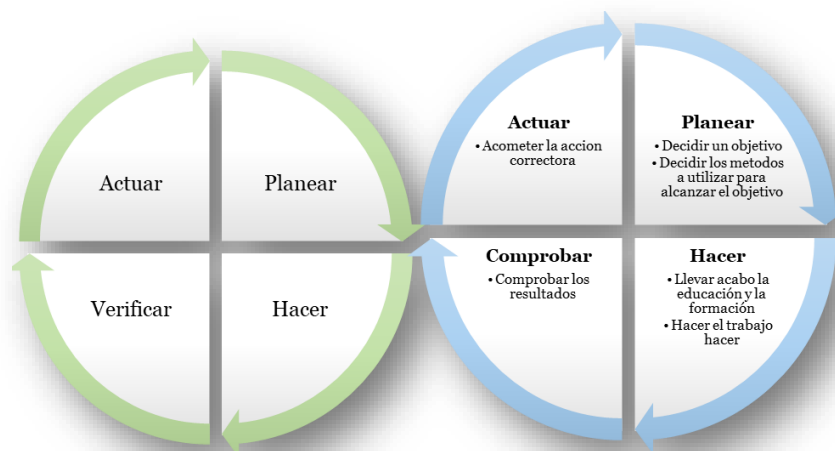 Actuar
Planear
Verificar
Hacer
Actuar
• Acometer la accion
correctora
Planear
• Decidir un objetivo
• Decidir los metodos
a utilizar para
alcanzar el objetivo
Comprobar
• Comprobar los
resultados
Hacer
• Llevar acabo la
educación y la
formación
• Hacer el trabajo
hacer